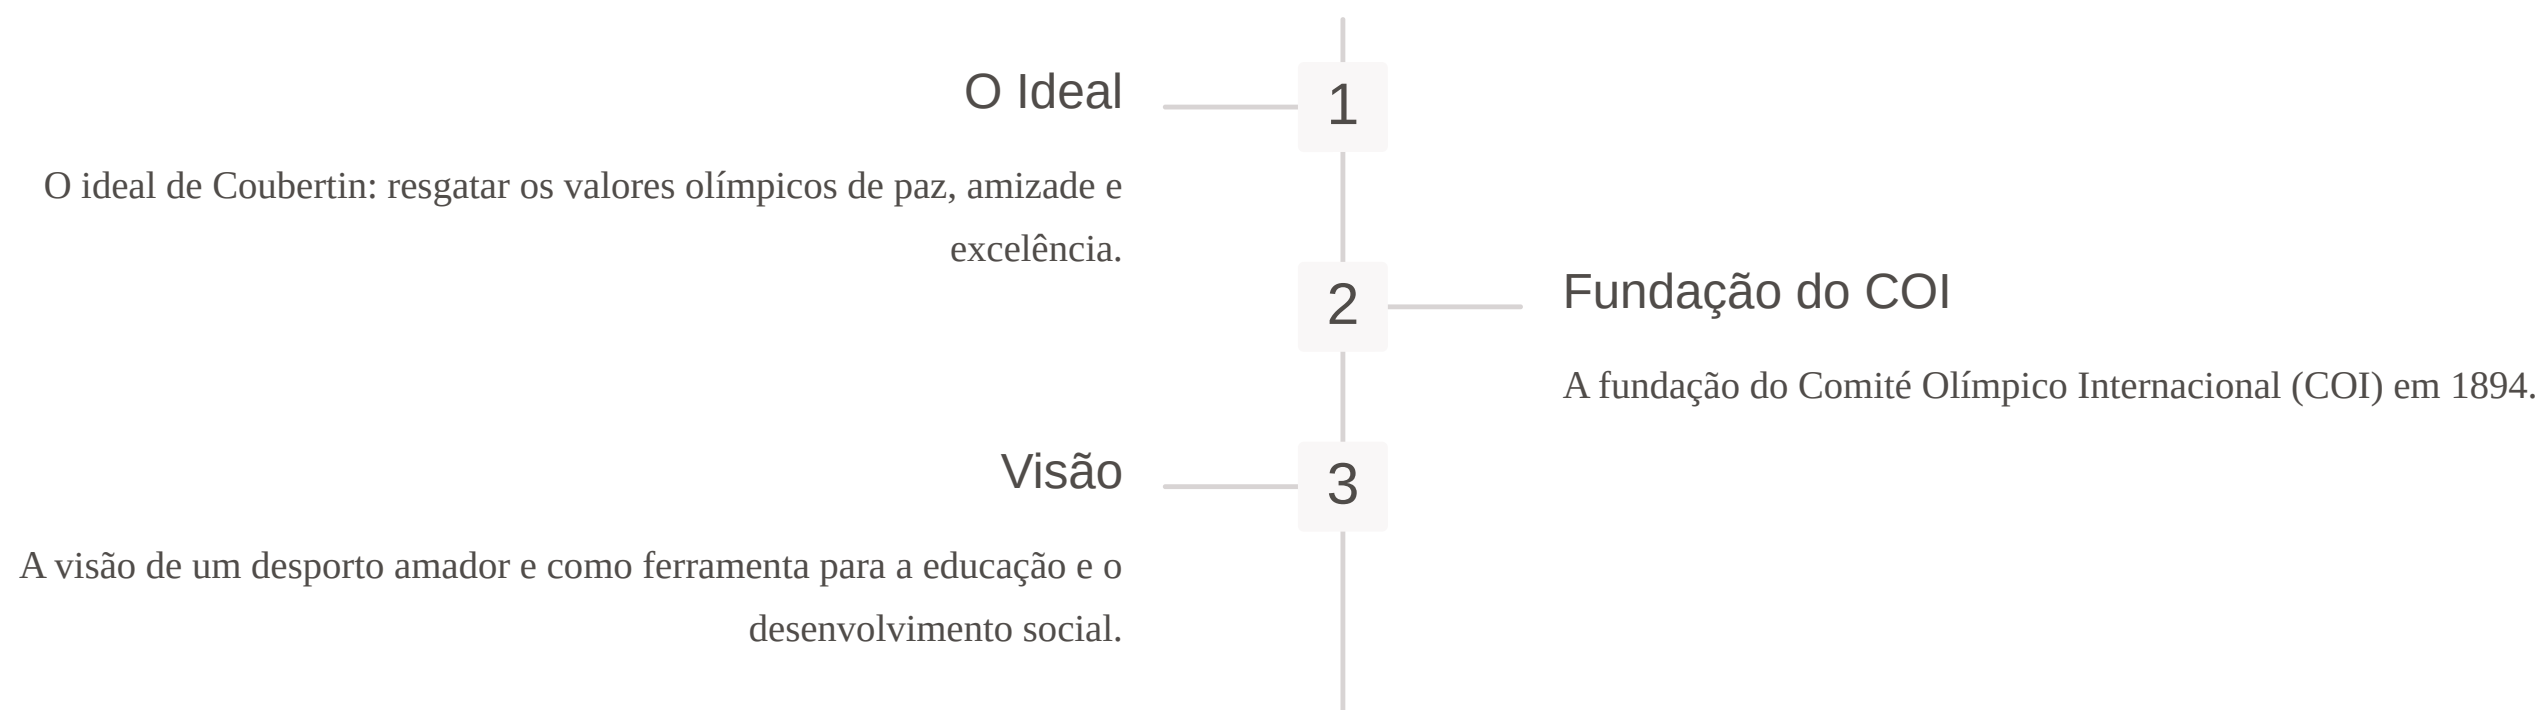 O Ideal
1
O ideal de Coubertin: resgatar os valores olímpicos de paz, amizade e
excelência.
2
Fundação do COI
A fundação do Comité Olímpico Internacional (COI) em 1894.
Visão
3
A visão de um desporto amador e como ferramenta para a educação e o
desenvolvimento social.